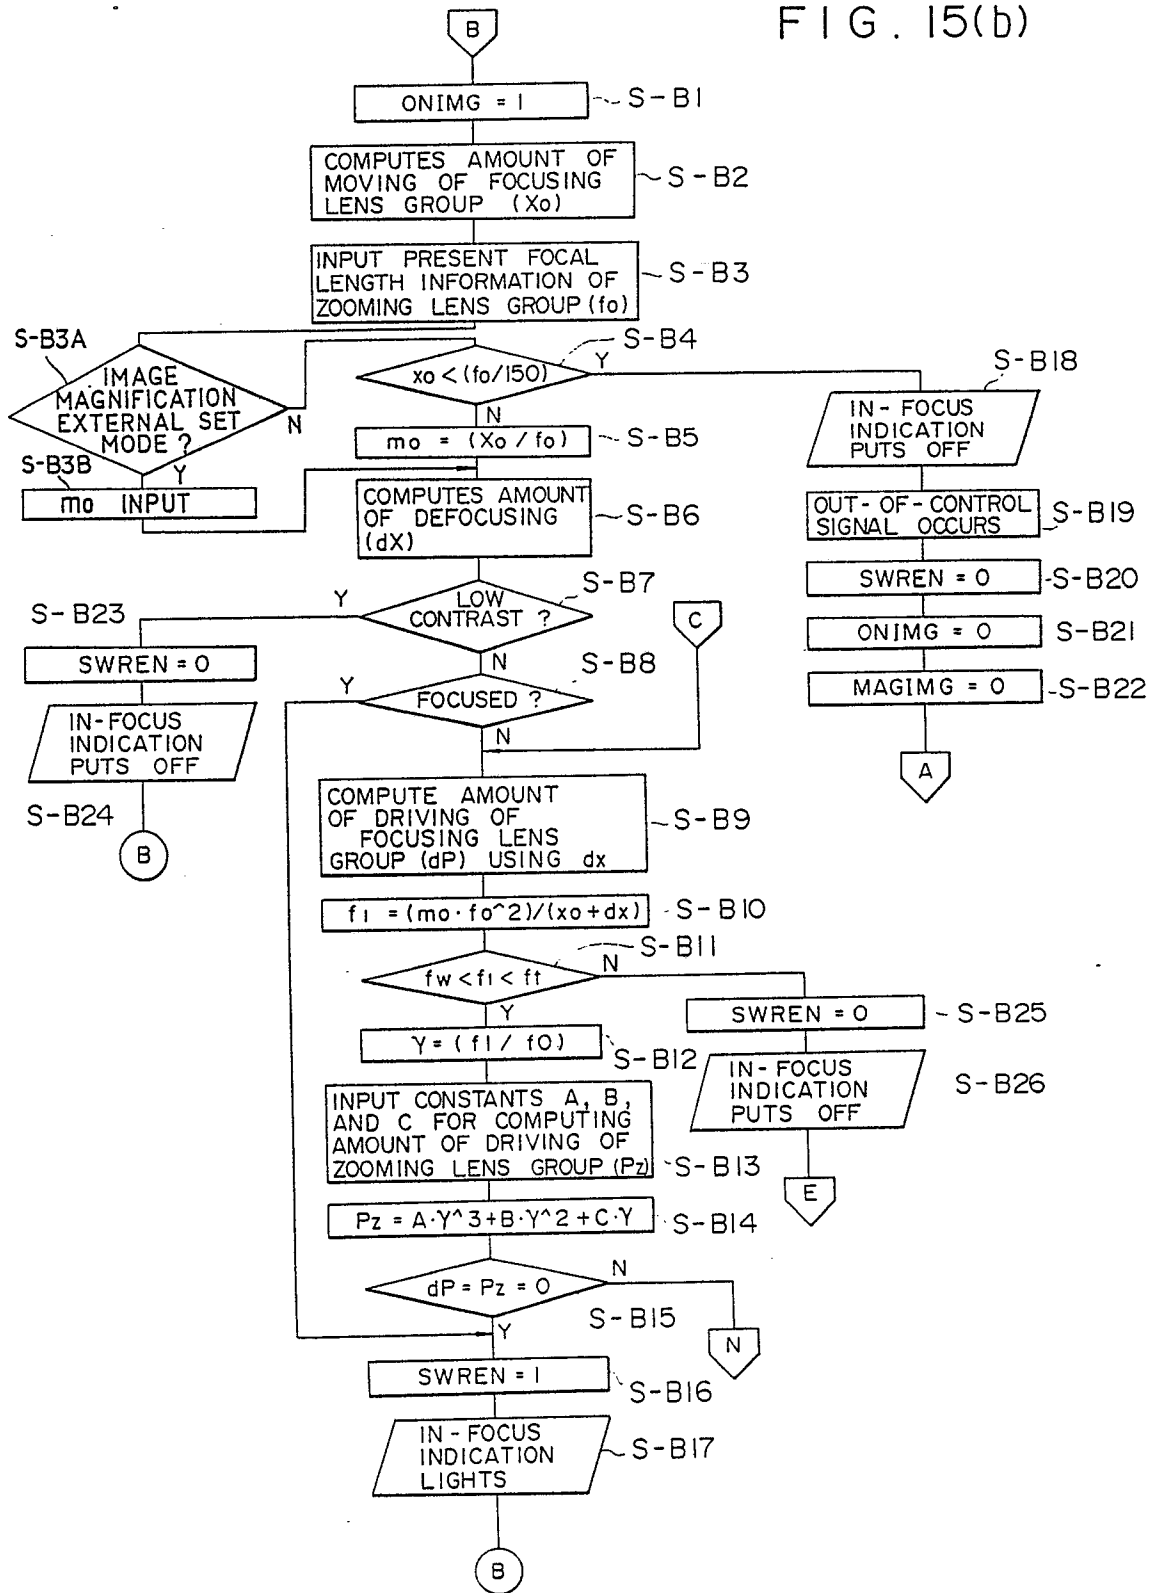 FIG. 15(b)
B
ONIMG = 1
S-B1
COMPUTES AMOUNT OF
MOVING OF FOCUSING
LENS GROUP (Xo)
S-B2
INPUT PRESENT FOCAL
LENGTH INFORMATION OF
ZOOMING LENS GROUP (fo)
S-B3
S-B3A
IMAGE
MAGNIFICATION
EXTERNAL SET
MODE ?
N
Y
S-B3B
mo INPUT
S-B4
xo < (fo/150)
Y
N
mo = (Xo / fo)
S-B5
COMPUTES AMOUNT
OF DEFOCUSING
(dX)
S-B6
S-B7
LOW
CONTRAST ?
Y
N
S-B23
SWREN = 0
IN-FOCUS
INDICATION
PUTS OFF
S-B24
B
S-B8
FOCUSED ?
Y
N
C
S-B18
IN-FOCUS
INDICATION
PUTS OFF
OUT-OF-CONTROL
SIGNAL OCCURS
S-B19
SWREN = 0
S-B20
ONIMG = 0
S-B21
MAGIMG = 0
S-B22
A
COMPUTE AMOUNT
OF DRIVING OF
FOCUSING LENS
GROUP (dP) USING dx
S-B9
f1 = (mo·fo^2)/(xo+dx)
S-B10
S-B11
fw < f1 < ft
N
Y
γ = (f1 / f0)
S-B12
SWREN = 0
S-B25
IN-FOCUS
INDICATION
PUTS OFF
S-B26
E
INPUT CONSTANTS A, B,
AND C FOR COMPUTING
AMOUNT OF DRIVING OF
ZOOMING LENS GROUP (Pz)
S-B13
Pz = A·γ^3+B·γ^2+C·γ
S-B14
dP = Pz = 0
N
S-B15
Y
N
SWREN = 1
S-B16
IN-FOCUS
INDICATION
LIGHTS
S-B17
B